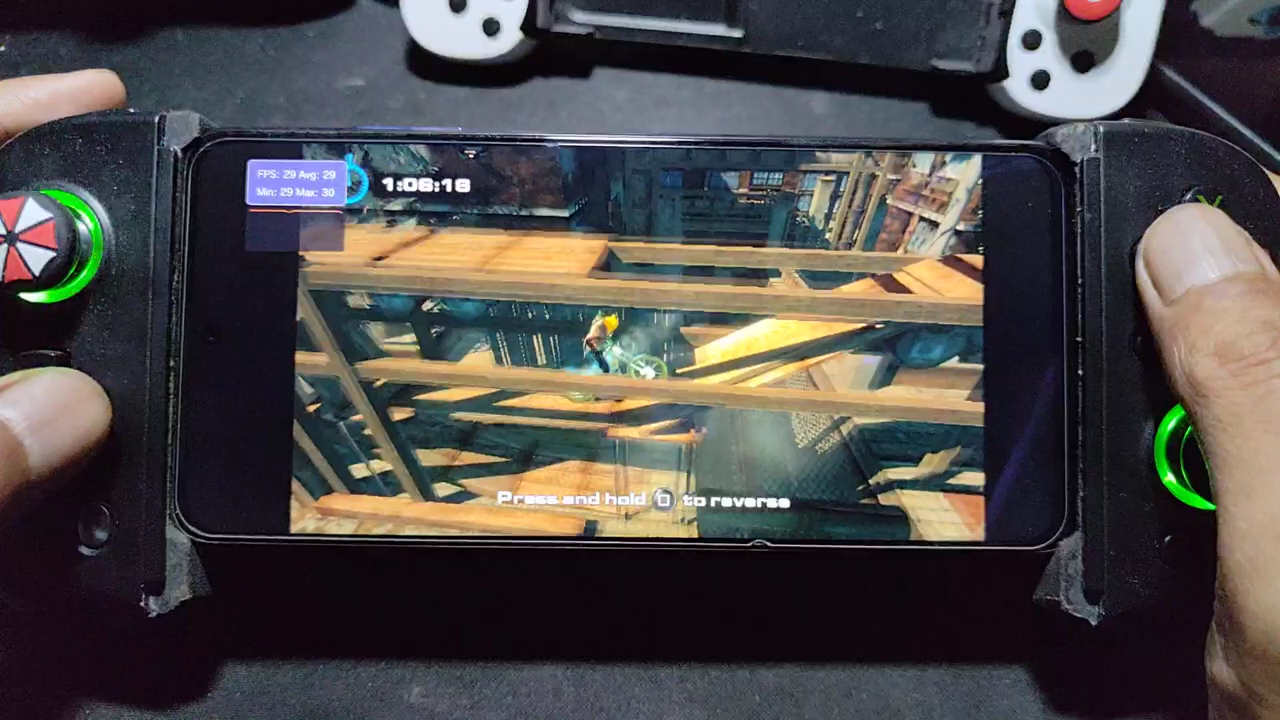 FPS: 29 Avg: 29
Min: 29 Max: 30
1:06:18
Press and hold to reverse
Y